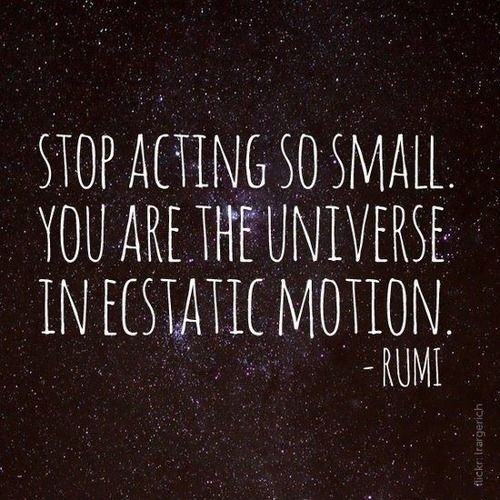 STOP ACTING SO SMALL.
YOU ARE THE UNIVERSE
IN ECSTATIC MOTION.
-RUMI
flickr: lrargerich